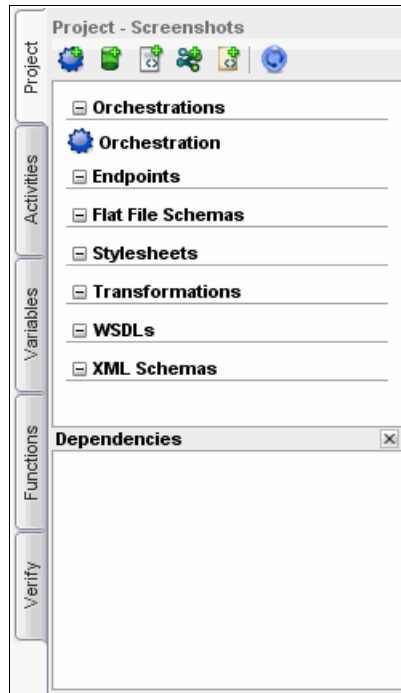 Project - Screenshots
Project
Activities
Variables
Functions
Verify
Orchestrations
Orchestration
Endpoints
Flat File Schemas
Stylesheets
Transformations
WSDLs
XML Schemas
Dependencies